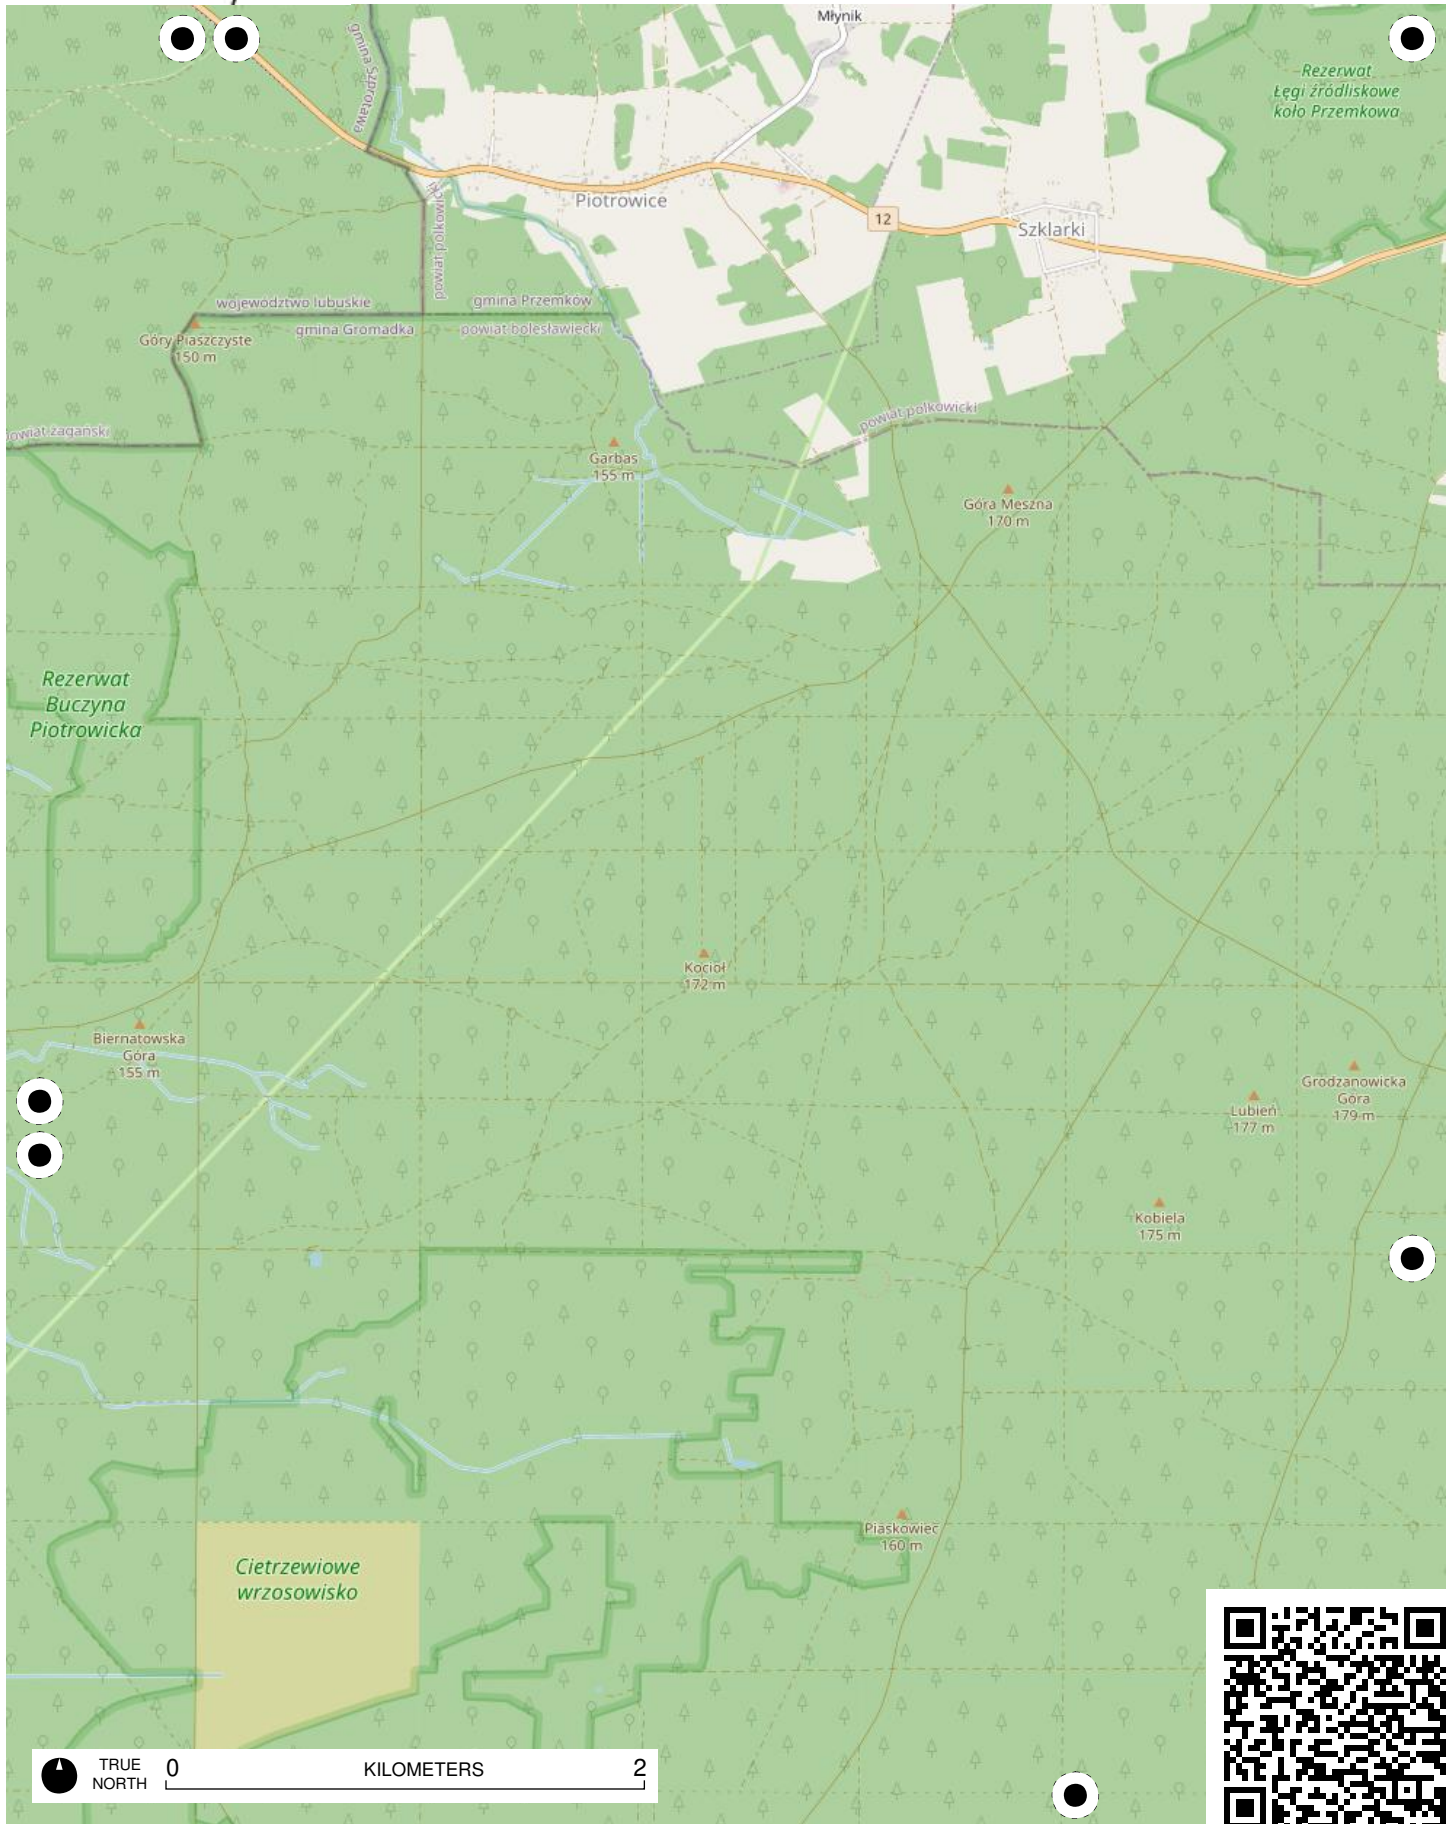 Młynik
gmina Szprotawa
Rezerwat
Łęgi źródliskowe
koło Przemkowa
Piotrowice
12
Szklarki
powiat polkowicki
województwo lubuskie
gmina Przemków
gmina Gromadka
powiat bolesławiecki
Góry Piaszczyste
150 m
powiat żagański
powiat polkowicki
Garbas
155 m
Góra Meszna
170 m
Rezerwat
Buczyna
Piotrowicka
Kocioł
172 m
Biernatowska
Góra
155 m
Grodzanowicka
Góra
179 m
Lubień
177 m
Kobiela
175 m
Piaskowiec
160 m
Cietrzewiowe
wrzosowisko
TRUE
NORTH
0
KILOMETERS
2